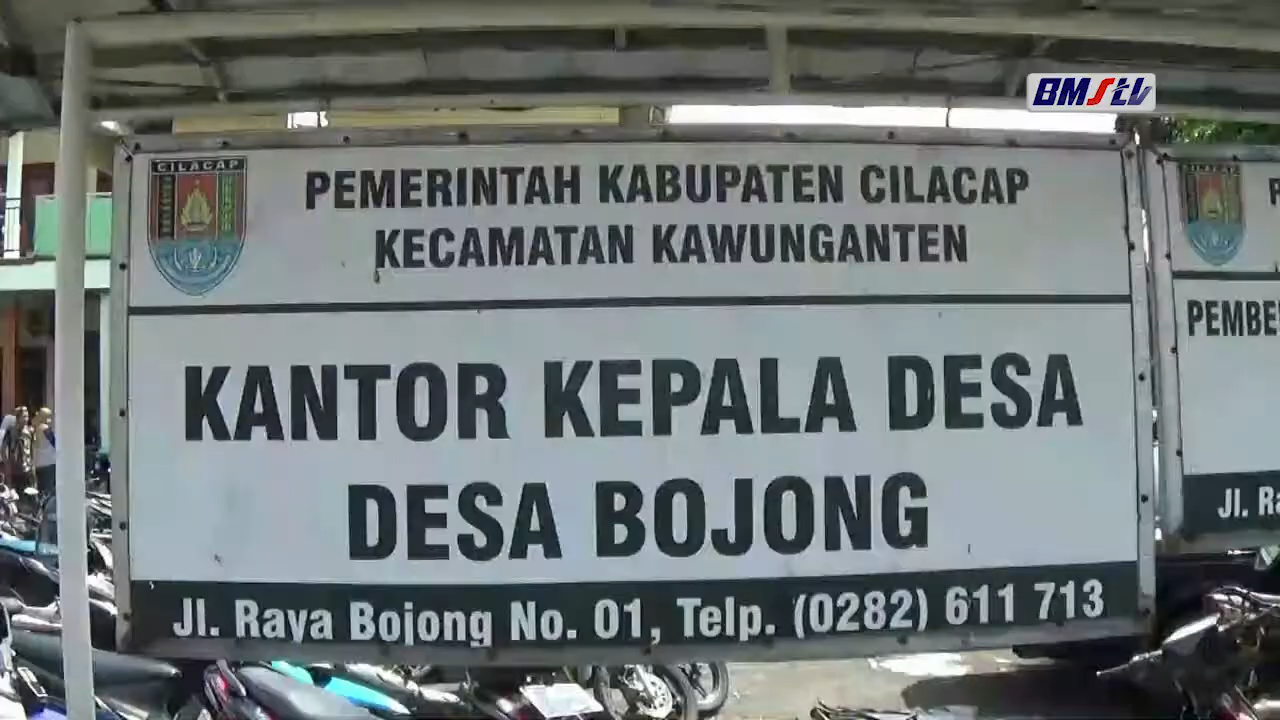 BMStv
CILACAP
PEMERINTAH KABUPATEN CILACAP
KECAMATAN KAWUNGANTEN
KANTOR KEPALA DESA
DESA BOJONG
Jl. Raya Bojong No. 01, Telp. (0282) 611 713
PEMBE
Jl. Ra